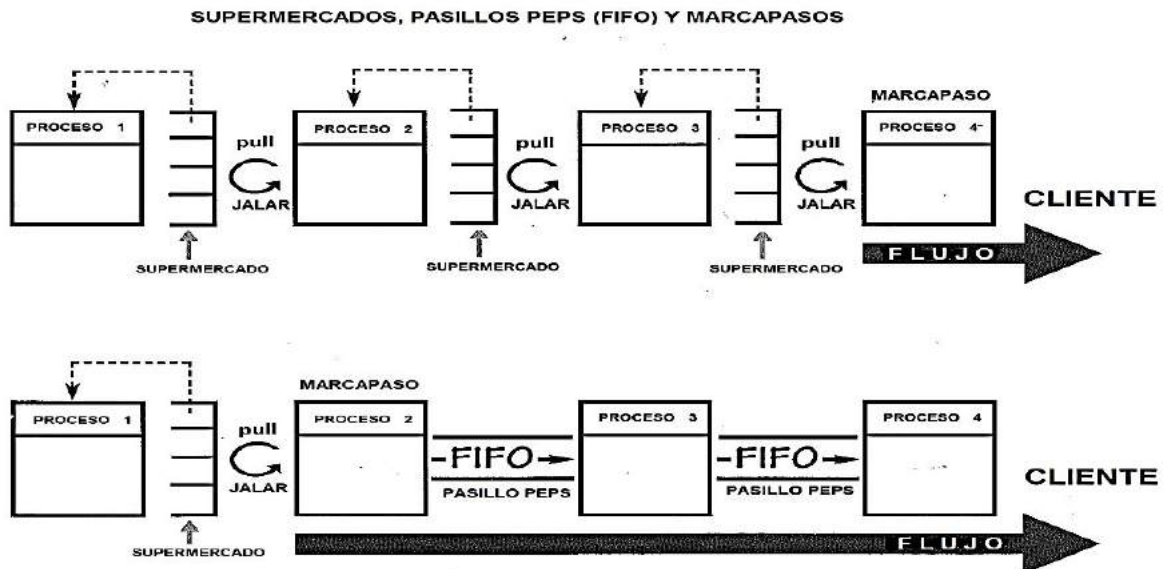 SUPERMERCADOS, PASILLOS PEPS (FIFO) Y MARCAPASOS
MARCAPASO
PROCESO 1
PROCESO 2
PROCESO 3
PROCESO 4
pull
pull
pull
JALAR
JALAR
JALAR
CLIENTE
FLUJO
SUPERMERCADO
SUPERMERCADO
SUPERMERCADO
MARCAPASO
PROCESO 1
PROCESO 2
PROCESO 3
PROCESO 4
pull
FIFO
FIFO
JALAR
PASILLO PEPS
PASILLO PEPS
CLIENTE
SUPERMERCADO
FLUJO